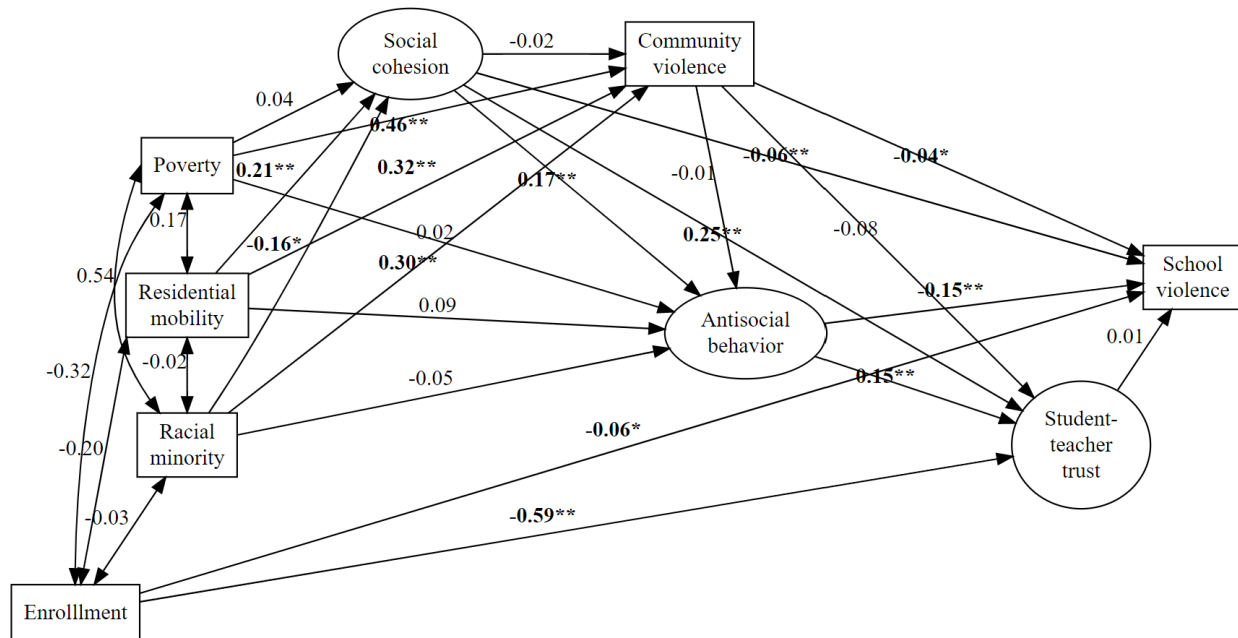 Social
cohesion
-0.02
Community
violence
0.04
0.46**
Poverty
0.21**
0.32**
0.17**
-0.01
-0.06**
-0.04*
0.17
-0.16*
0.02
0.30**
0.25**
-0.08
0.54
Residential
mobility
0.09
Antisocial
behavior
-0.15**
School
violence
-0.32
-0.02
-0.05
0.15**
0.01
-0.20
Racial
minority
-0.06*
Student-
teacher
trust
-0.03
-0.59**
Enrolllment